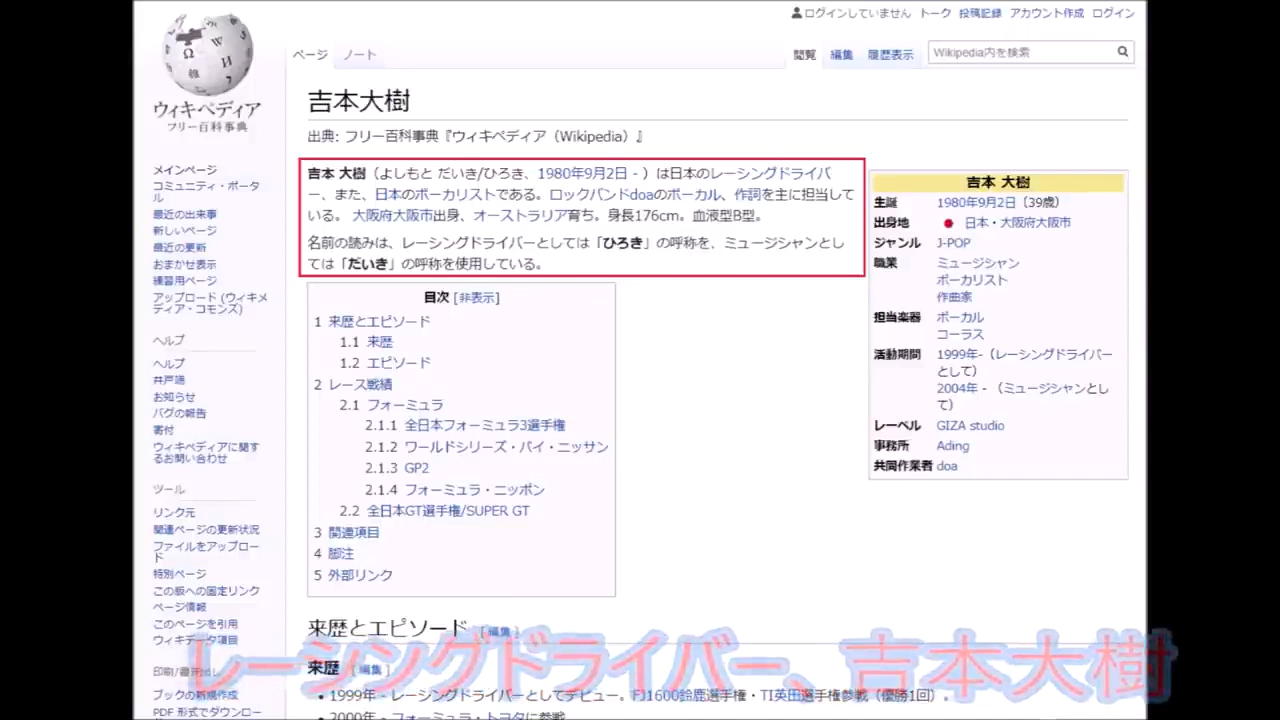 ログインしていません トーク 投稿記録 アカウント作成 ログイン
ページ ノート 閲覧 編集 履歴表示 Wikipedia内を検索
ウィキペディア
フリー百科事典
メインページ
コミュニティ・ポータル
最近の出来事
新しいページ
最近の更新
おまかせ表示
練習用ページ
アップロード (ウィキメディア・コモンズ)
ヘルプ
ヘルプ
井戸端
お知らせ
バグの報告
寄付
ウィキペディアに関するお問い合わせ
ツール
リンク元
関連ページの更新状況
ファイルをアップロード
特別ページ
この版への固定リンク
ページ情報
このページを引用
ウィキデータ項目
印刷/書き出し
ブックの新規作成
PDF 形式でダウンロー
吉本大樹
出典: フリー百科事典『ウィキペディア（Wikipedia）』
吉本 大樹（よしもと だいき/ひろき、1980年9月2日 - ）は日本のレーシングドライバ
ー、また、日本のボーカリストである。ロックバンドdoaのボーカル、作詞を主に担当して
いる。 大阪府大阪市出身、オーストラリア育ち。身長176cm。血液型B型。
名前の読みは、レーシングドライバーとしては「ひろき」の呼称を、ミュージシャンとし
ては「だいき」の呼称を使用している。
目次 [非表示]
1 来歴とエピソード
1.1 来歴
1.2 エピソード
2 レース戦績
2.1 フォーミュラ
2.1.1 全日本フォーミュラ3選手権
2.1.2 ワールドシリーズ・バイ・ニッサン
2.1.3 GP2
2.1.4 フォーミュラ・ニッポン
2.2 全日本GT選手権/SUPER GT
3 関連項目
4 脚注
5 外部リンク
吉本 大樹
生誕 1980年9月2日（39歳）
出身地 日本・大阪府大阪市
ジャンル J-POP
職業 ミュージシャン
ボーカリスト
作曲家
担当楽器 ボーカル
コーラス
活動期間 1999年-（レーシングドライバー
として）
2004年 - （ミュージシャンとし
て）
レーベル GIZA studio
事務所 Ading
共同作業者 doa
来歴とエピソード [編集]
来歴 [編集]
• 1999年 - レーシングドライバーとしてデビュー。FJ1600鈴鹿選手権・TI英田選手権参戦（優勝1回）。
• 2000年 - フォーミュラ・トヨタに参戦
レーシングドライバー、吉本大樹